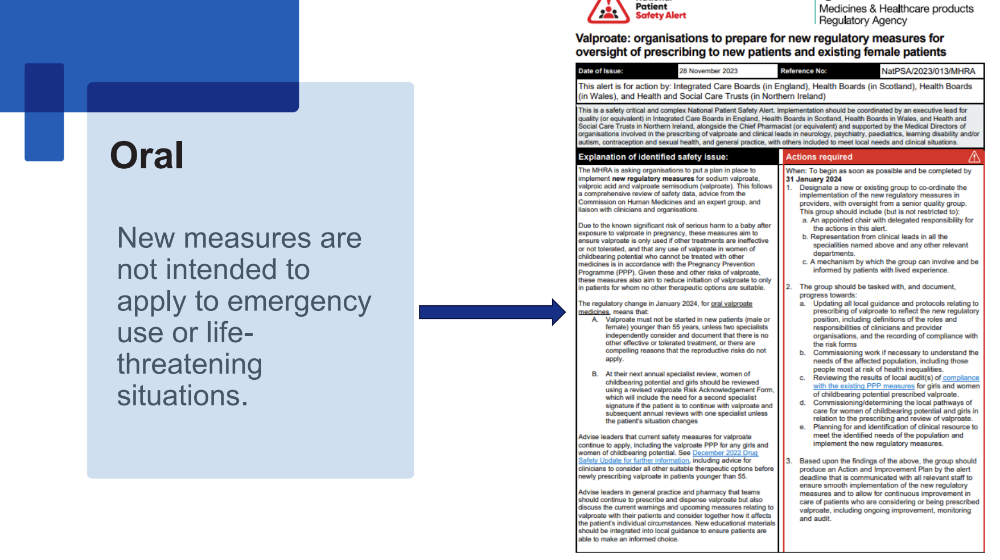 Oral
New measures are
not intended to
apply to emergency
use or life-
threatening
situations.
Patient
Safety Alert
Medicines & Healthcare products
Regulatory Agency
Valproate: organisations to prepare for new regulatory measures for
oversight of prescribing to new patients and existing female patients
Date of Issue: 28 November 2023 Reference No: NatPSA/2023/013/MHRA
This alert is for action by: Integrated Care Boards (in England), Health Boards (in Scotland), Health Boards
(in Wales), and Health and Social Care Trusts (in Northern Ireland)
This is a safety critical and complex National Patient Safety Alert. Implementation should be coordinated by an executive lead for
quality (or equivalent) in Integrated Care Boards in England, Health Boards in Scotland, Health Boards in Wales, and Health and
Social Care Trusts in Northern Ireland, alongside the Chief Pharmacist (or equivalent) and supported by the Medical Directors of
organisations involved in the prescribing of valproate and clinical leads in neurology, psychiatry, paediatrics, learning disability and/or
autism, contraception and sexual health, and general practice, with others included to meet local needs and clinical situations.
Explanation of identified safety issue:
The MHRA is asking organisations to put a plan in place to
implement new regulatory measures for sodium valproate,
valproic acid and valproate semisodium (valproate). This follows
a comprehensive review of safety data, advice from the
Commission on Human Medicines and an expert group, and
liaison with clinicians and organisations.
Due to the known significant risk of serious harm to a baby after
exposure to valproate in pregnancy, these measures aim to
ensure valproate is only used if other treatments are ineffective
or not tolerated, and that any use of valproate in women of
childbearing potential who cannot be treated with other
medicines is in accordance with the Pregnancy Prevention
Programme (PPP). Given these and other risks of valproate,
these measures also aim to reduce initiation of valproate to only
in patients for whom no other therapeutic options are suitable.
The regulatory change in January 2024, for oral valproate
medicines, means that:
A. Valproate must not be started in new patients (male or
female) younger than 55 years, unless two specialists
independently consider and document that there is no
other effective or tolerated treatment, or there are
compelling reasons that the reproductive risks do not
apply.
B. At their next annual specialist review, women of
childbearing potential and girls should be reviewed
using a revised valproate Risk Acknowledgement Form,
which will include the need for a second specialist
signature if the patient is to continue with valproate and
subsequent annual reviews with one specialist unless
the patient's situation changes
Advise leaders that current safety measures for valproate
continue to apply, including the valproate PPP for any girls and
women of childbearing potential. See December 2022 Drug
Safety Update for further information, including advice for
clinicians to consider all other suitable therapeutic options before
newly prescribing valproate in patients younger than 55.
Advise leaders in general practice and pharmacy that teams
should continue to prescribe and dispense valproate but also
discuss the current warnings and upcoming measures relating to
valproate with their patients and consider together how it affects
the patient's individual circumstances. New educational materials
should be integrated into local guidance to ensure patients are
able to make an informed choice.
Actions required
When: To begin as soon as possible and be completed by
31 January 2024
1. Designate a new or existing group to co-ordinate the
implementation of the new regulatory measures in
providers, with oversight from a senior quality group.
This group should include (but is not restricted to):
a. An appointed chair with delegated responsibility for
the actions in this alert.
b. Representation from clinical leads in all the
specialities named above and any other relevant
departments.
c. A mechanism by which the group can involve and be
informed by patients with lived experience.
2. The group should be tasked with, and document,
progress towards:
a. Updating all local guidance and protocols relating to
prescribing of valproate to reflect the new regulatory
position, including definitions of the roles and
responsibilities of clinicians and provider
organisations, and the recording of compliance with
the risk forms
b. Commissioning work if necessary to understand the
needs of the affected population, including those
people most at risk of health inequalities.
c. Reviewing the results of local audit(s) of compliance
with the existing PPP measures for girls and women
of childbearing potential prescribed valproate.
d. Commissioning/determining the local pathways of
care for women of childbearing potential and girls in
relation to the prescribing and review of valproate.
e. Planning for and identification of clinical resource to
meet the identified needs of the population and
implement the new regulatory measures.
3. Based upon the findings of the above, the group should
produce an Action and Improvement Plan by the alert
deadline that is communicated with all relevant staff to
ensure smooth implementation of the new regulatory
measures and to allow for continuous improvement in
care of patients who are considering or being prescribed
valproate, including ongoing improvement, monitoring
and audit.